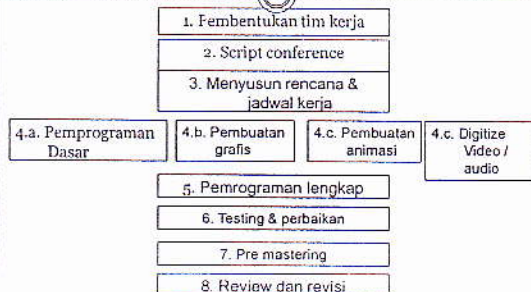 1. Fembentukan tim kerja
2. Script conference
3. Menyusun rencana &
jadwal kerja
4.a. Pemprograman
Dasar
4.b. Pembuatan
grafis
4.c. Pembuatan
animasi
4.c. Digitize
Video /
audio
5. Pemrograman lengkap
6. Testing & perbaikan
7. Pre mastering
8. Review dan revisi